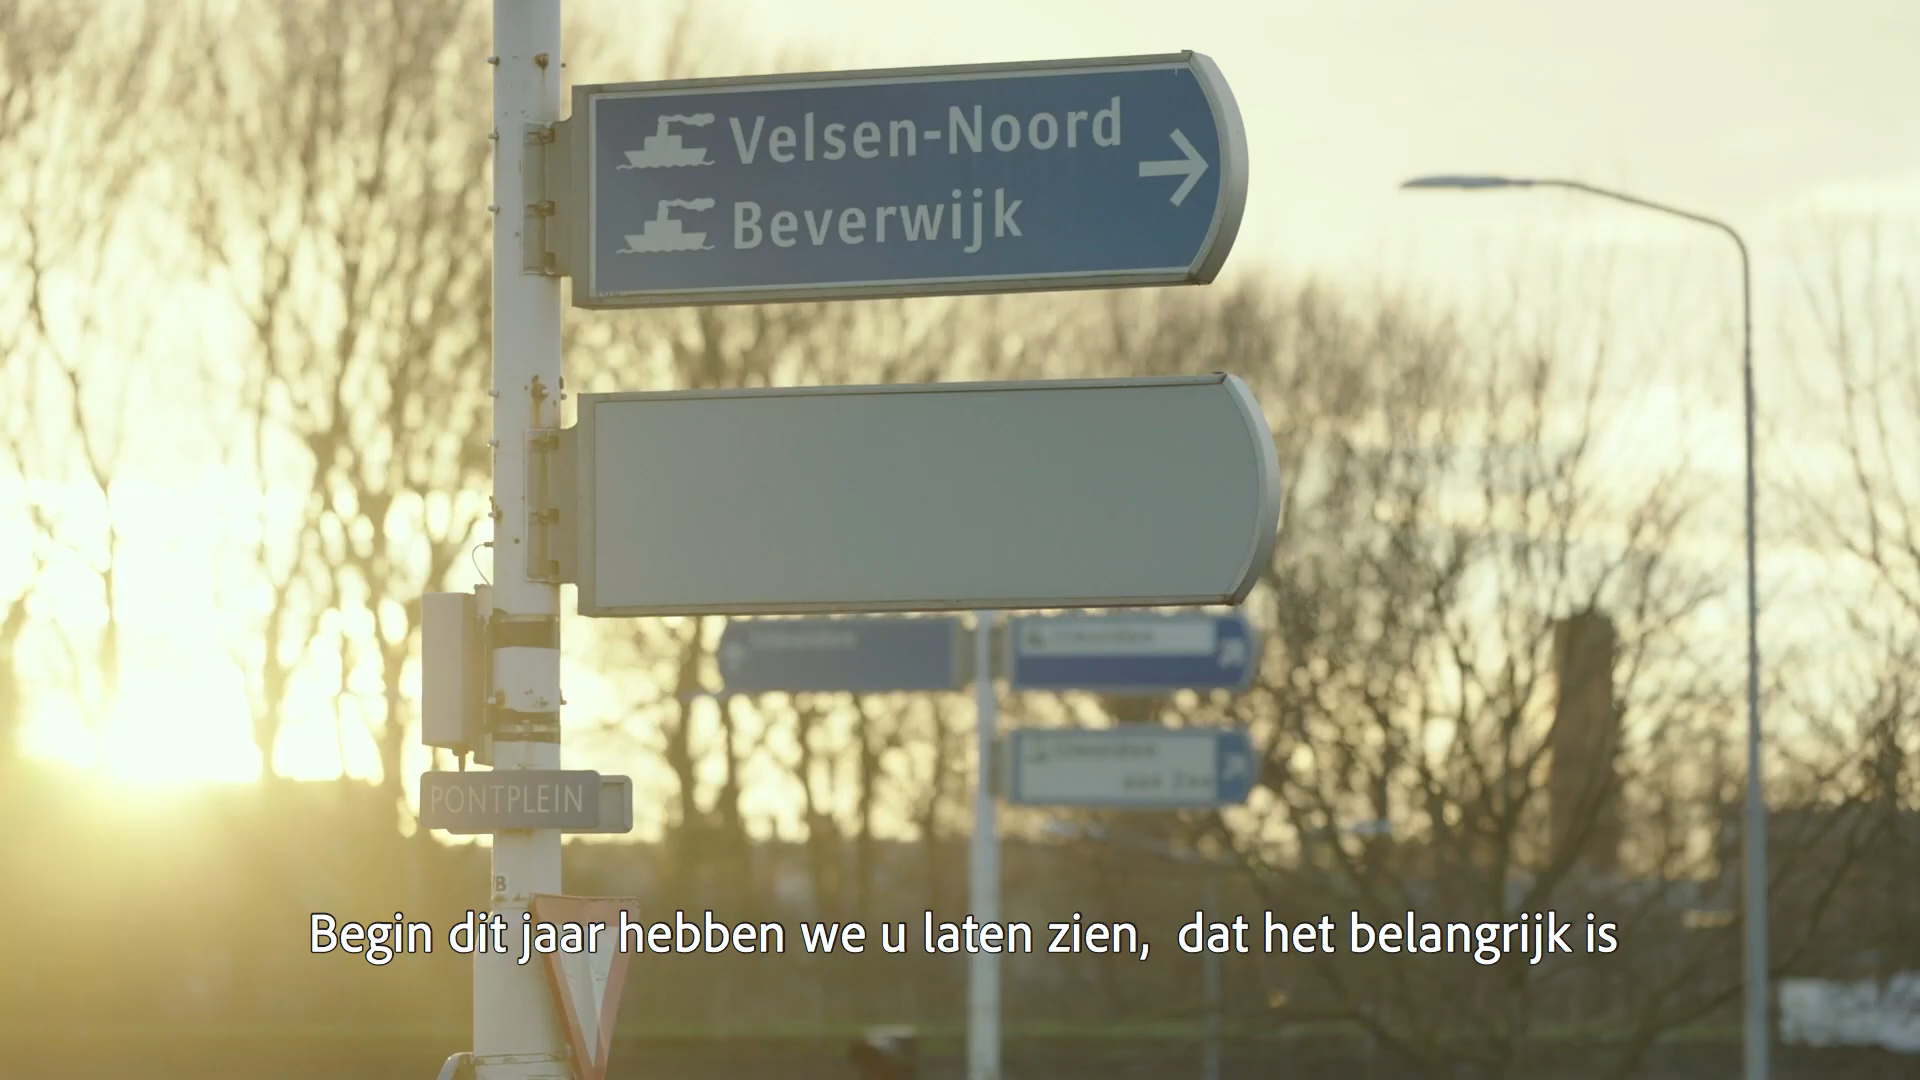 Velsen-Noord
Beverwijk
PONTPLEIN
Begin dit jaar hebben we u laten zien, dat het belangrijk is